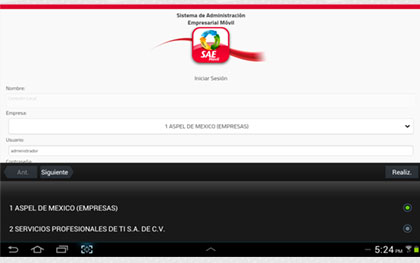 Sistema de Administración
Empresarial Móvil
SAE
Móvil
Iniciar Sesión
Nombre:
Empresa:
1 ASPEL DE MEXICO (EMPRESAS)
Usuario
administrador
Contraseña
Ant.
Siguiente
Realiz.
1 ASPEL DE MEXICO (EMPRESAS)
2 SERVICIOS PROFESIONALES DE TI S.A. DE C.V.
5:24 PM